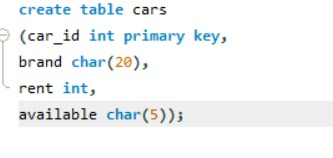 create table cars
(car_id int primary key,
brand char(20),
rent int,
available char(5));